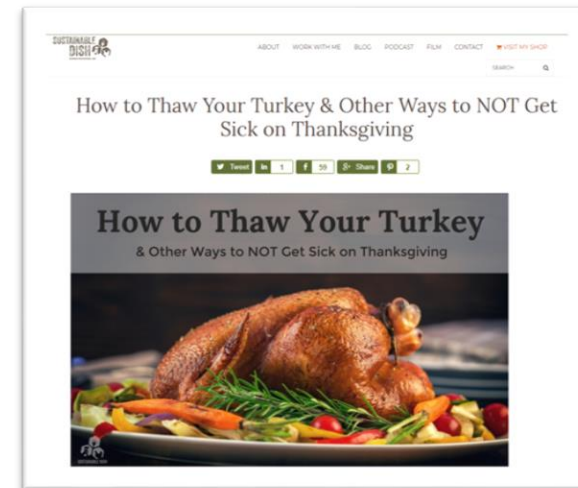 SUSTAINABLE
DISH
ABOUT WORK WITH ME BLOG PODCAST FILM CONTACT VISIT MY SHOP
SEARCH
How to Thaw Your Turkey & Other Ways to NOT Get
Sick on Thanksgiving
Tweet in 1 f 59 g+ Share 2
How to Thaw Your Turkey
& Other Ways to NOT Get Sick on Thanksgiving
SUSTAINABLE DISH